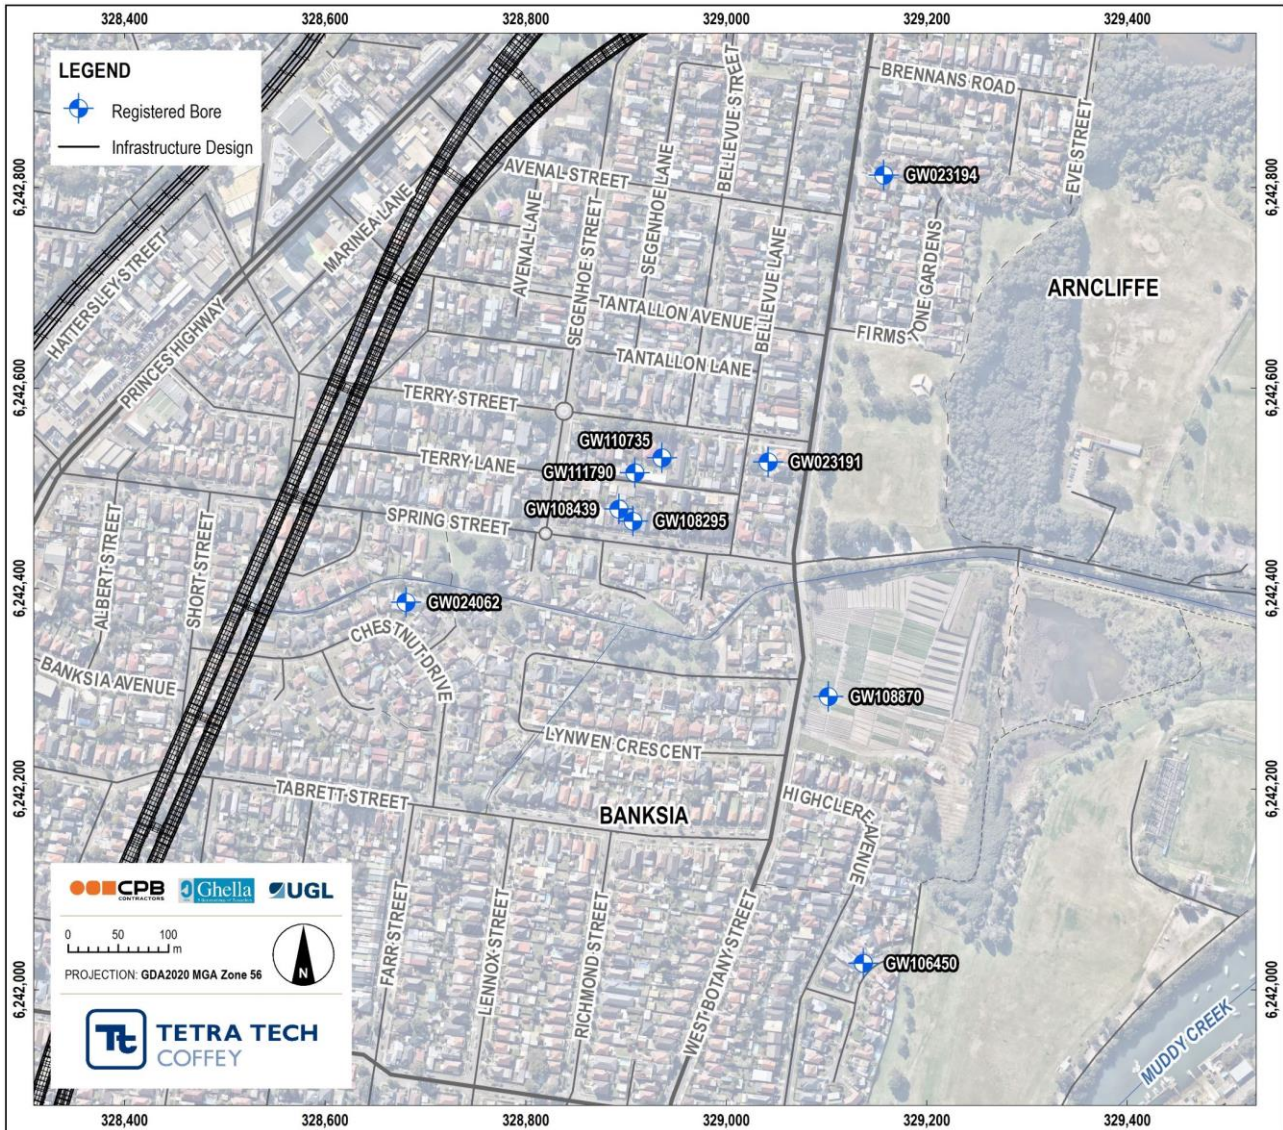 328,400 328,600 328,800 329,000 329,200 329,400
LEGEND
Registered Bore
Infrastructure Design
BRENNANS ROAD
EVE STREET
BELLEVUE STREET
6,242,800
6,242,800
AVENAL STREET
SEGENHOE LANE
GW023194
MARINEA LANE
HATTERSLEY STREET
AVENAL LANE
SEGENHOE STREET
BELLEVUE LANE
FIRMSTONE GARDENS
ARNCLIFFE
PRINCES HIGHWAY
TANTALLON AVENUE
TANTALLON LANE
6,242,600
6,242,600
TERRY STREET
GW110735
TERRY LANE
GW111790
GW023191
GW108439
GW108295
SPRING STREET
ALBERT STREET
SHORT STREET
6,242,400
6,242,400
GW024062
CHESTNUT DRIVE
BANKSIA AVENUE
GW108870
LYNWEN CRESCENT
6,242,200
6,242,200
TABRETT STREET
BANKSIA
HIGHCLERE AVENUE
CPB
CONTRACTORS
Ghella
UGL
FARR STREET
LENNOX STREET
RICHMOND STREET
WEST BOTANY STREET
0 50 100
m
N
PROJECTION: GDA2020 MGA Zone 56
GW106450
6,242,000
6,242,000
Tt
TETRA TECH
COFFEY
MUDDY CREEK
328,400 328,600 328,800 329,000 329,200 329,400